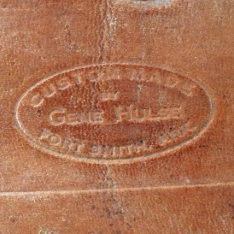 CUSTOM MADE
BY
GENE HULSE
FORT SMITH, ARK.